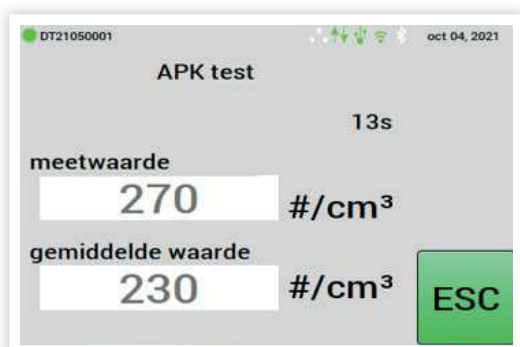 DT21050001 oct 04, 2021
APK test
13s
meetwaarde
270 #/cm³
gemiddelde waarde
230 #/cm³
ESC